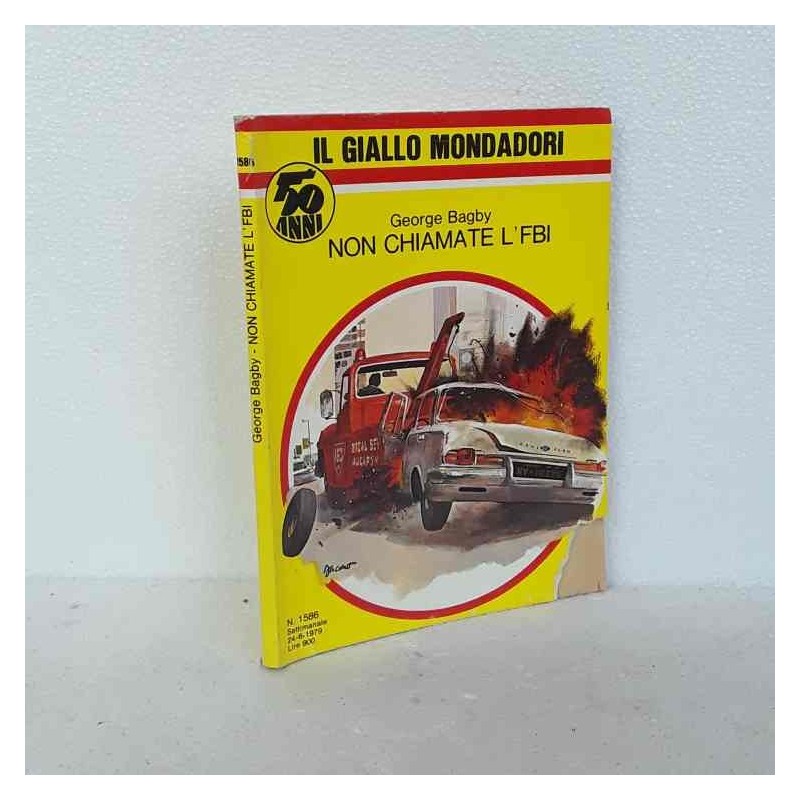 IL GIALLO MONDADORI
1586
50
ANNI
George Bagby
NON CHIAMATE L'FBI
George Bagby - NON CHIAMATE L'FBI
N. 1586
Settimanale
24-6-1979
Lire 900